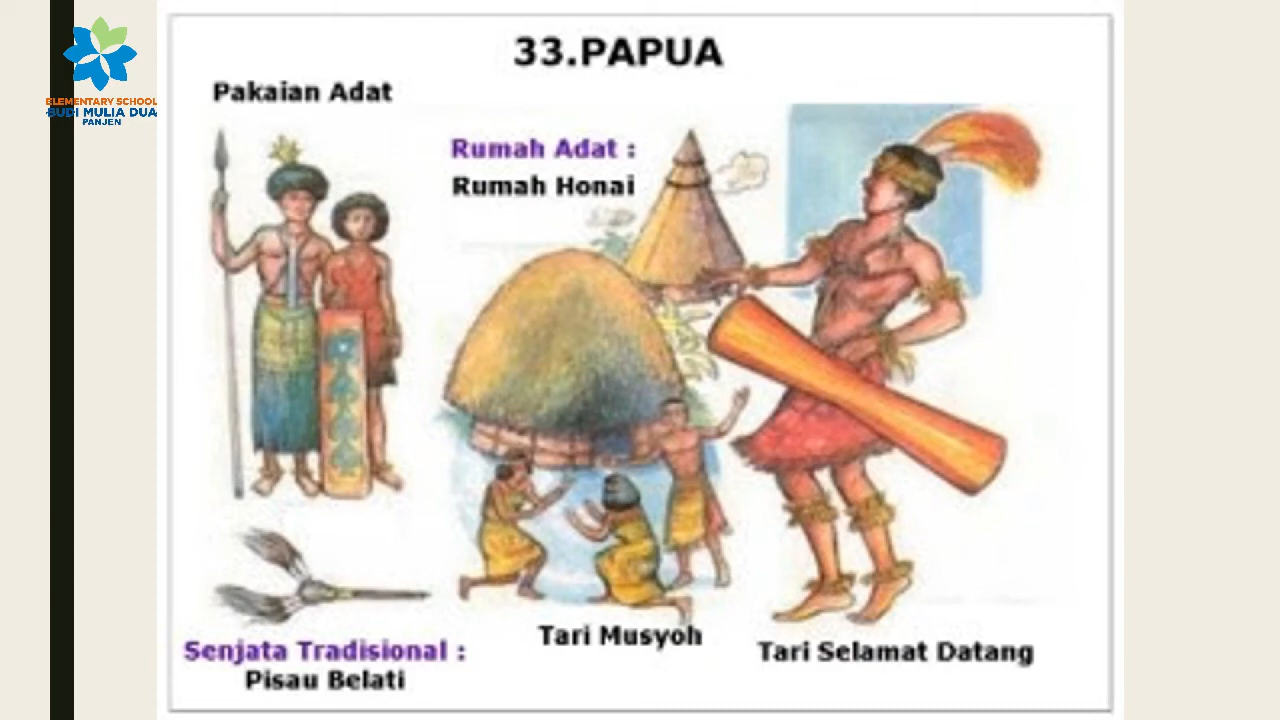 ELEMENTARY SCHOOL
BUDI MULIA DUA
PANJEN
33.PAPUA
Pakaian Adat
Rumah Adat :
Rumah Honai
Tari Musyoh
Tari Selamat Datang
Senjata Tradisional :
Pisau Belati